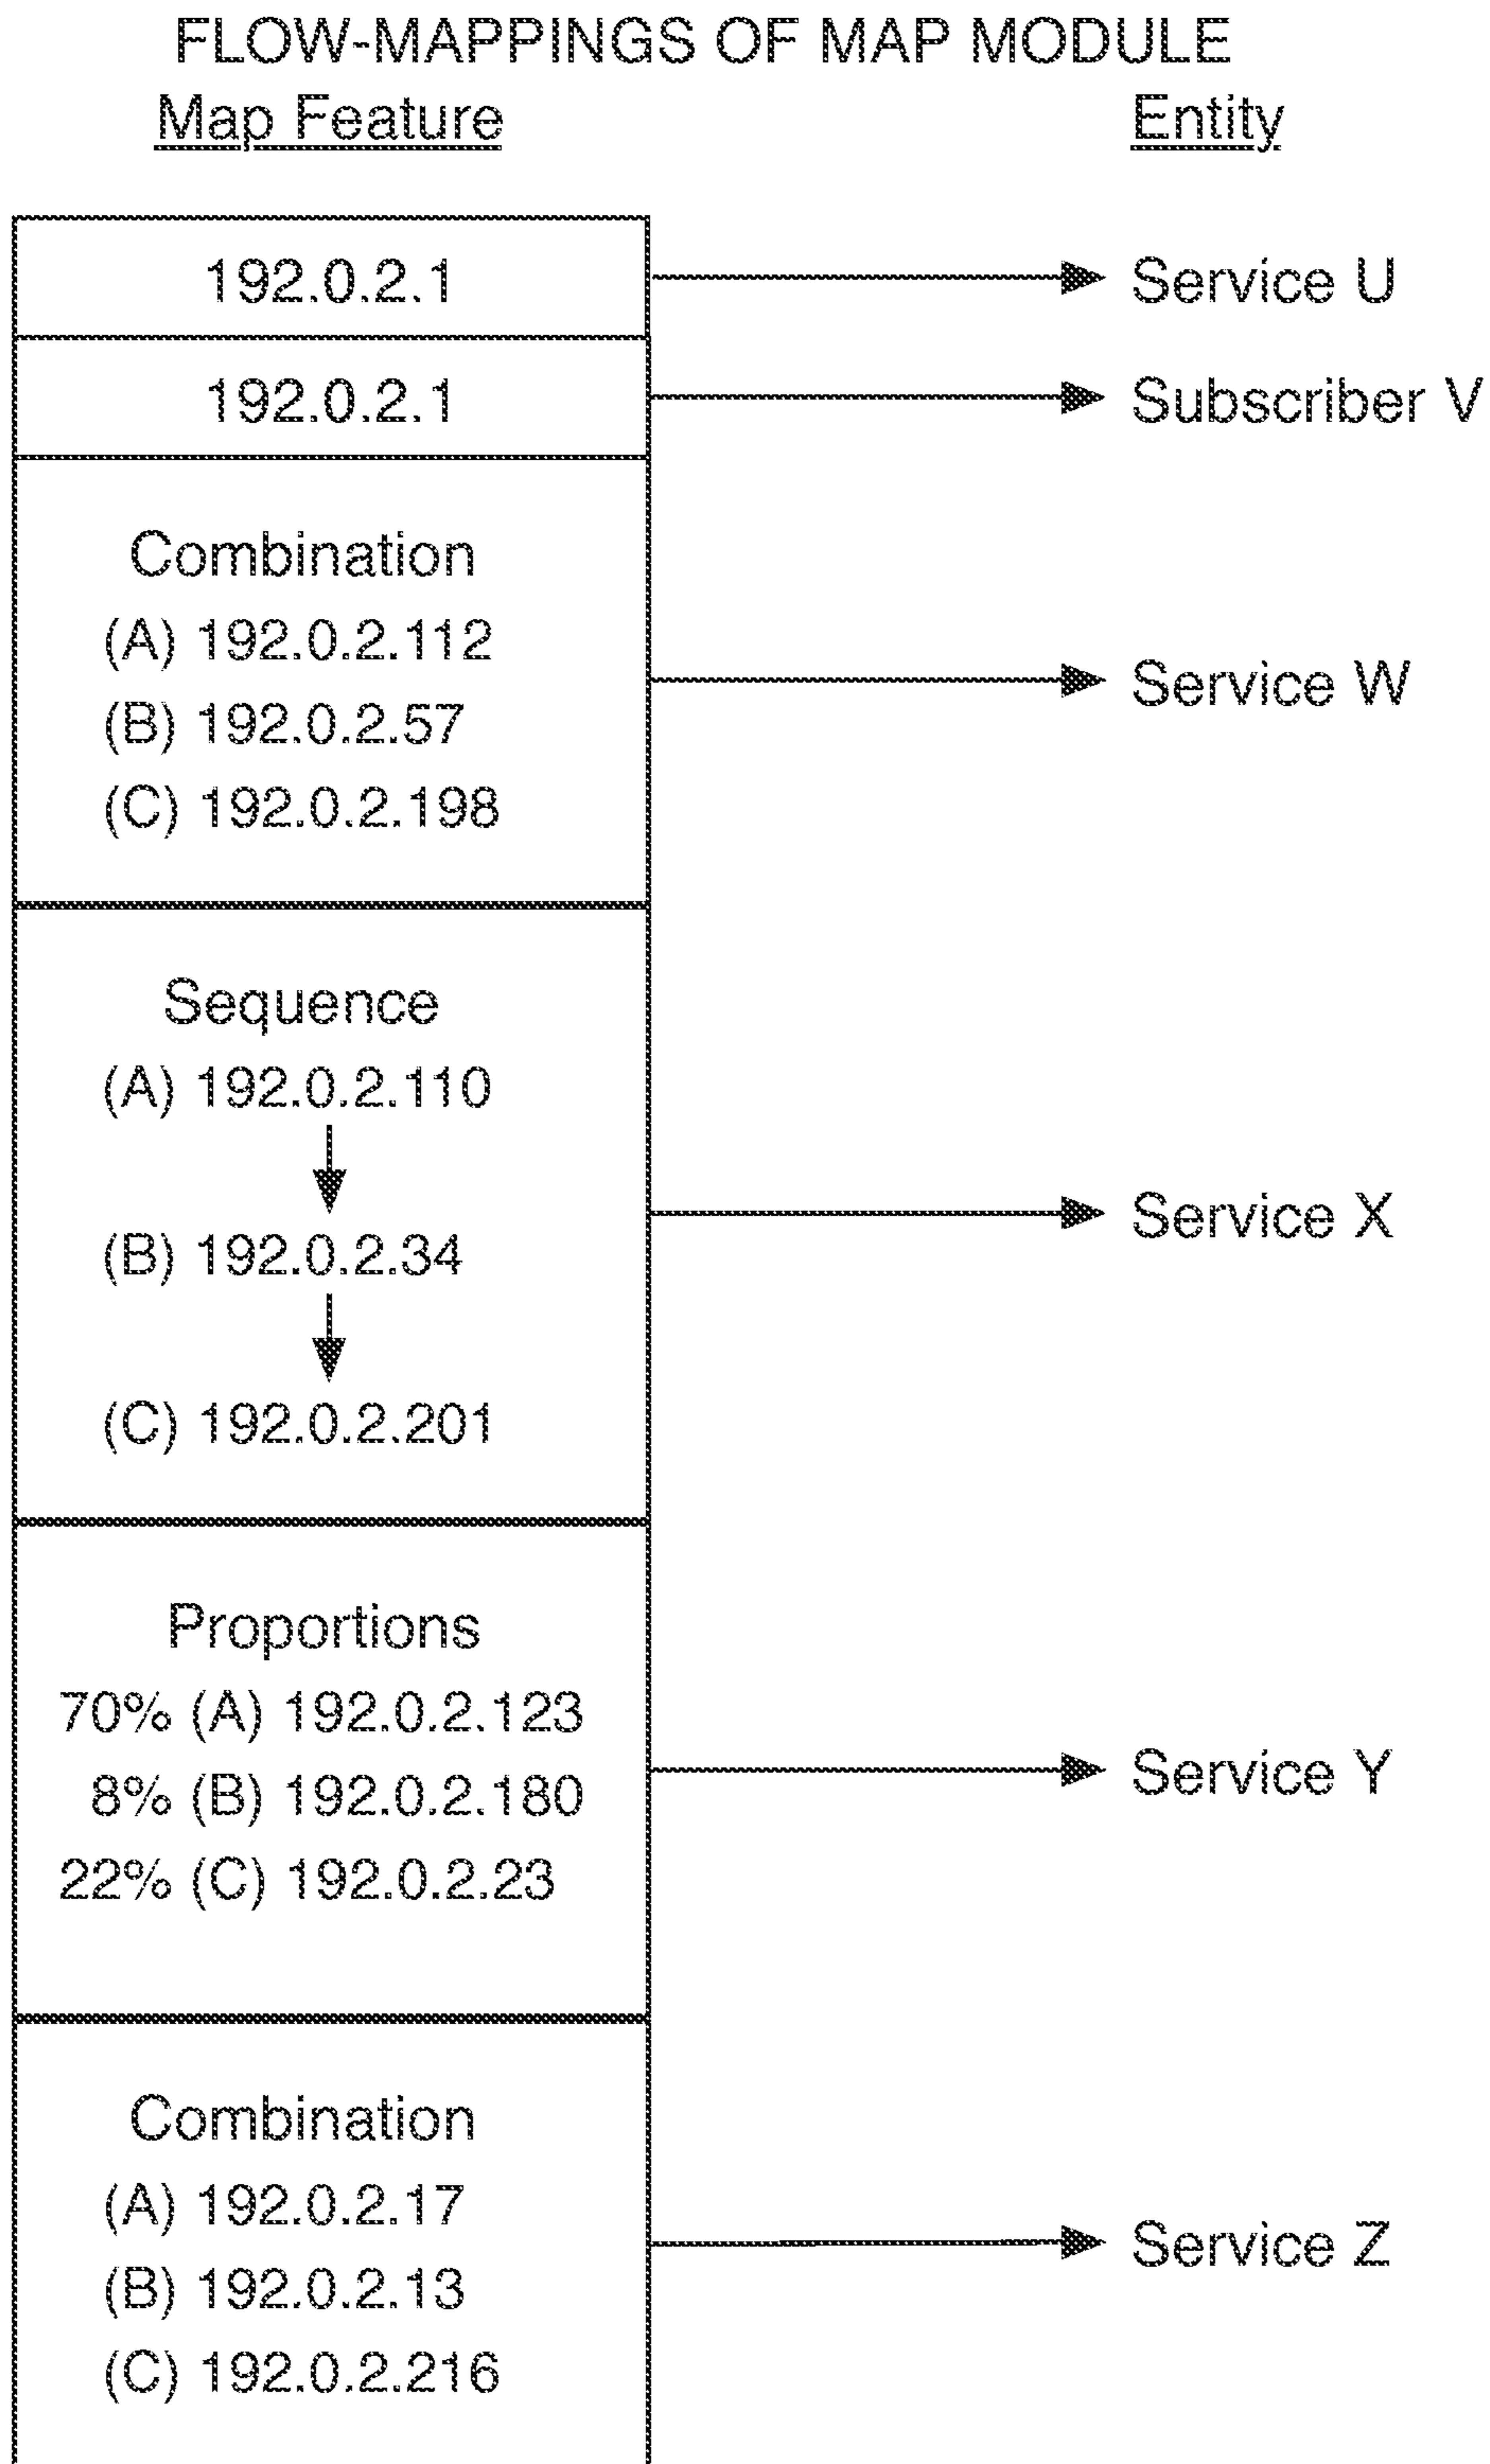 FLOW-MAPPINGS OF MAP MODULE
Map Feature Entity
192.0.2.1 Service U
192.0.2.1 Subscriber V
Combination
(A) 192.0.2.112
(B) 192.0.2.57
(C) 192.0.2.198
Service W
Sequence
(A) 192.0.2.110
(B) 192.0.2.34
(C) 192.0.2.201
Service X
Proportions
70% (A) 192.0.2.123
8% (B) 192.0.2.180
22% (C) 192.0.2.23
Service Y
Combination
(A) 192.0.2.17
(B) 192.0.2.13
(C) 192.0.2.216
Service Z